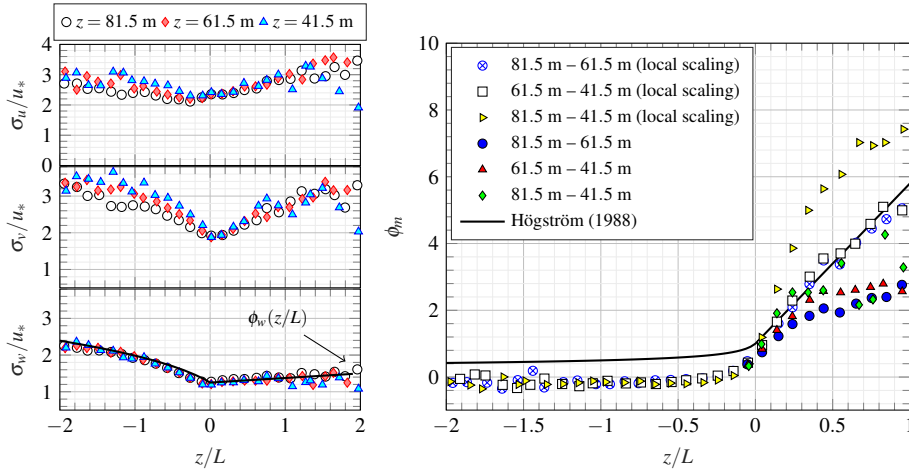 z = 81.5 m z = 61.5 m z = 41.5 m
4
3
2
1
0
σu/u*
3
2
1
σv/u*
3
2
1
σw/u*
ϕw(z/L)
−2 −1 0 1 2
z/L
10
8
6
4
2
0
ϕm
81.5 m – 61.5 m (local scaling)
61.5 m – 41.5 m (local scaling)
81.5 m – 41.5 m (local scaling)
81.5 m – 61.5 m
61.5 m – 41.5 m
81.5 m – 41.5 m
Högström (1988)
−2 −1.5 −1 −0.5 0 0.5 1
z/L